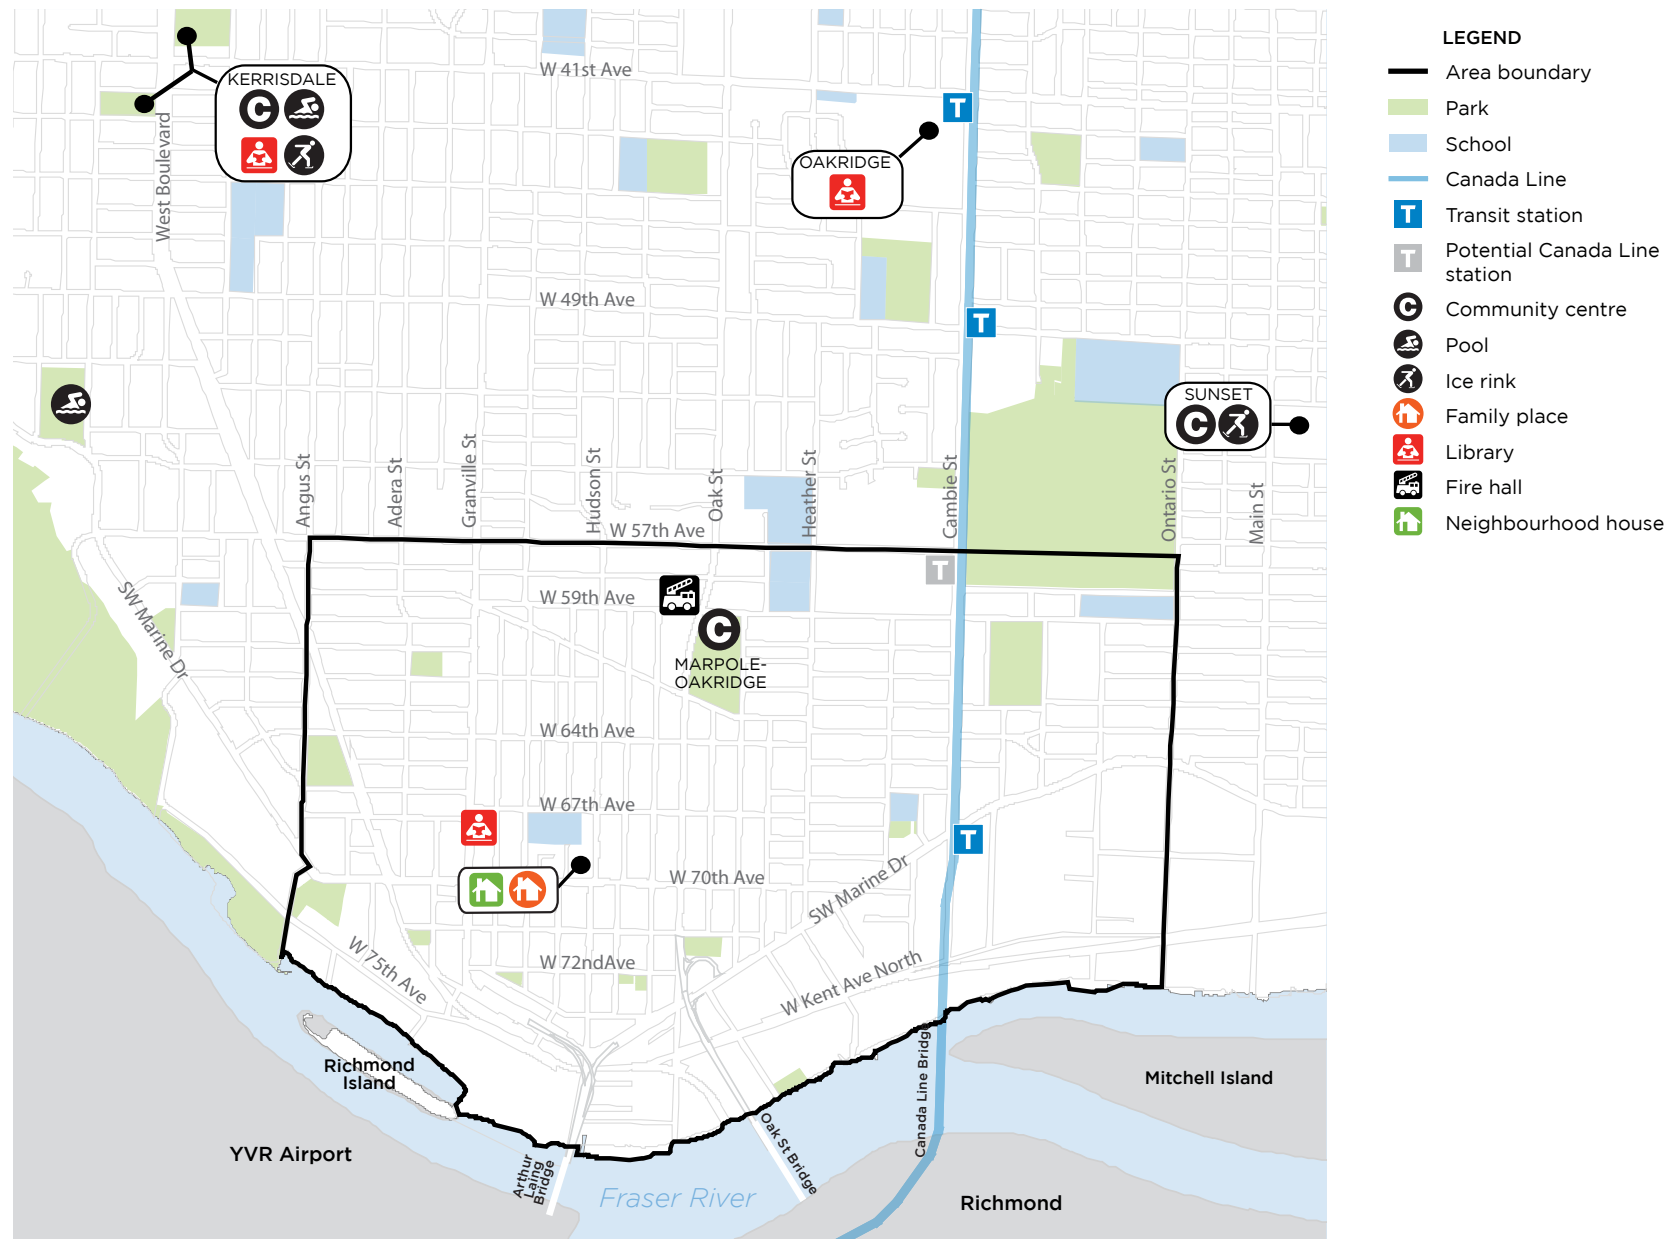 W 41st Ave
KERRISDALE
C
West Boulevard
T
OAKRIDGE
W 49th Ave
T
SUNSET
C
Angus St
Adera St
Granville St
Hudson St
Oak St
Heather St
Cambie St
Ontario St
Main St
W 57th Ave
T
W 59th Ave
C
MARPOLE-
OAKRIDGE
SW Marine Dr
W 64th Ave
W 67th Ave
T
W 70th Ave
SW Marine Dr
W 75th Ave
W 72ndAve
W Kent Ave North
Richmond
Island
Canada Line Bridge
Mitchell Island
YVR Airport
Arthur
Laing
Bridge
Oak St Bridge
Fraser River
Richmond
LEGEND
Area boundary
Park
School
Canada Line
T
Transit station
T
Potential Canada Line
station
C
Community centre
Pool
Ice rink
Family place
Library
Fire hall
Neighbourhood house